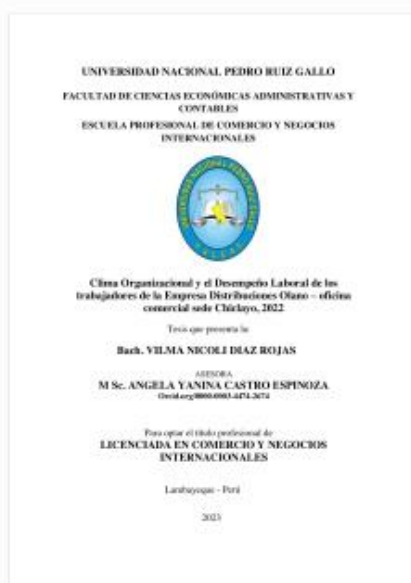 UNIVERSIDAD NACIONAL PEDRO RUIZ GALLO
FACULTAD DE CIENCIAS ECONÓMICAS ADMINISTRATIVAS Y
CONTABLES
ESCUELA PROFESIONAL DE COMERCIO Y NEGOCIOS
INTERNACIONALES
Clima Organizacional y el Desempeño Laboral de los
trabajadores de la Empresa Distribuciones Olano – oficina
comercial sede Chiclayo, 2022
Tesis que presenta la:
Bach. VILMA NICOLI DIAZ ROJAS
ASESORA
M Sc. ANGELA YANINA CASTRO ESPINOZA
Para optar el título profesional de
LICENCIADA EN COMERCIO Y NEGOCIOS
INTERNACIONALES
Lambayeque - Perú
2023